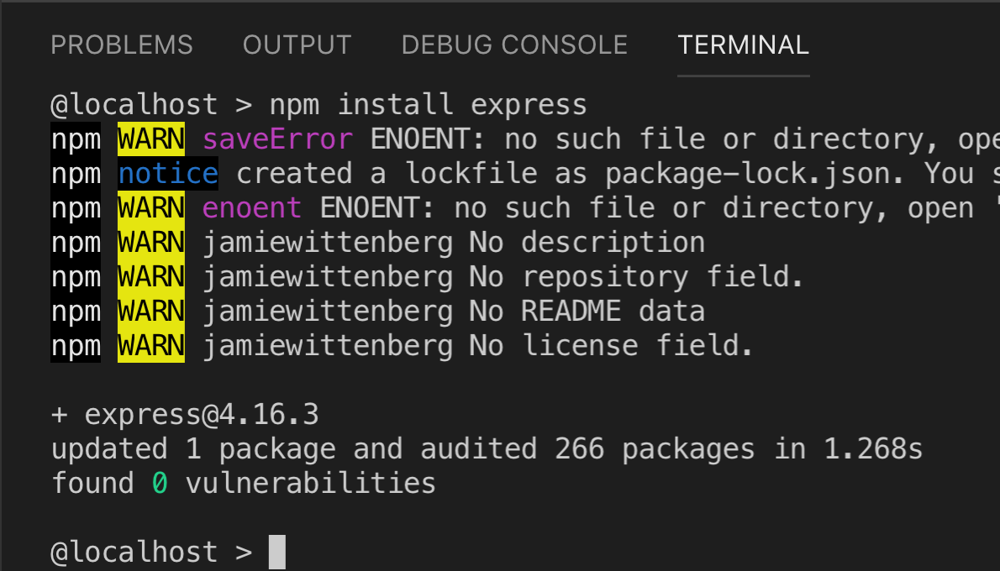 PROBLEMS OUTPUT DEBUG CONSOLE TERMINAL
@localhost > npm install express
npm WARN saveError ENOENT: no such file or directory,
npm notice created a lockfile as package-lock.json. You
npm WARN enoent ENOENT: no such file or directory, open '
npm WARN jamiewittenberg No description
npm WARN jamiewittenberg No repository field.
npm WARN jamiewittenberg No README data
npm WARN jamiewittenberg No license field.
+ express@4.16.3
updated 1 package and audited 266 packages in 1.268s
found 0 vulnerabilities
@localhost >